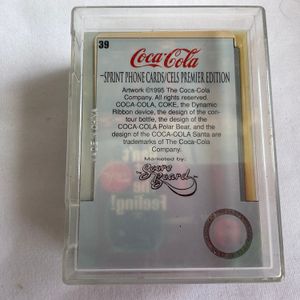 39
Coca-Cola
~SPRINT PHONE CARDS/CELS PREMIER EDITION
Artwork ©1995 The Coca-Cola
Company. All rights reserved.
COCA-COLA, COKE, the Dynamic
Ribbon device, the design of the con-
tour bottle, the design of the
COCA-COLA Polar Bear, and the
design of the COCA-COLA Santa are
trademarks of The Coca-Cola
Company.
Marketed by:
Score
Board
Feeling!